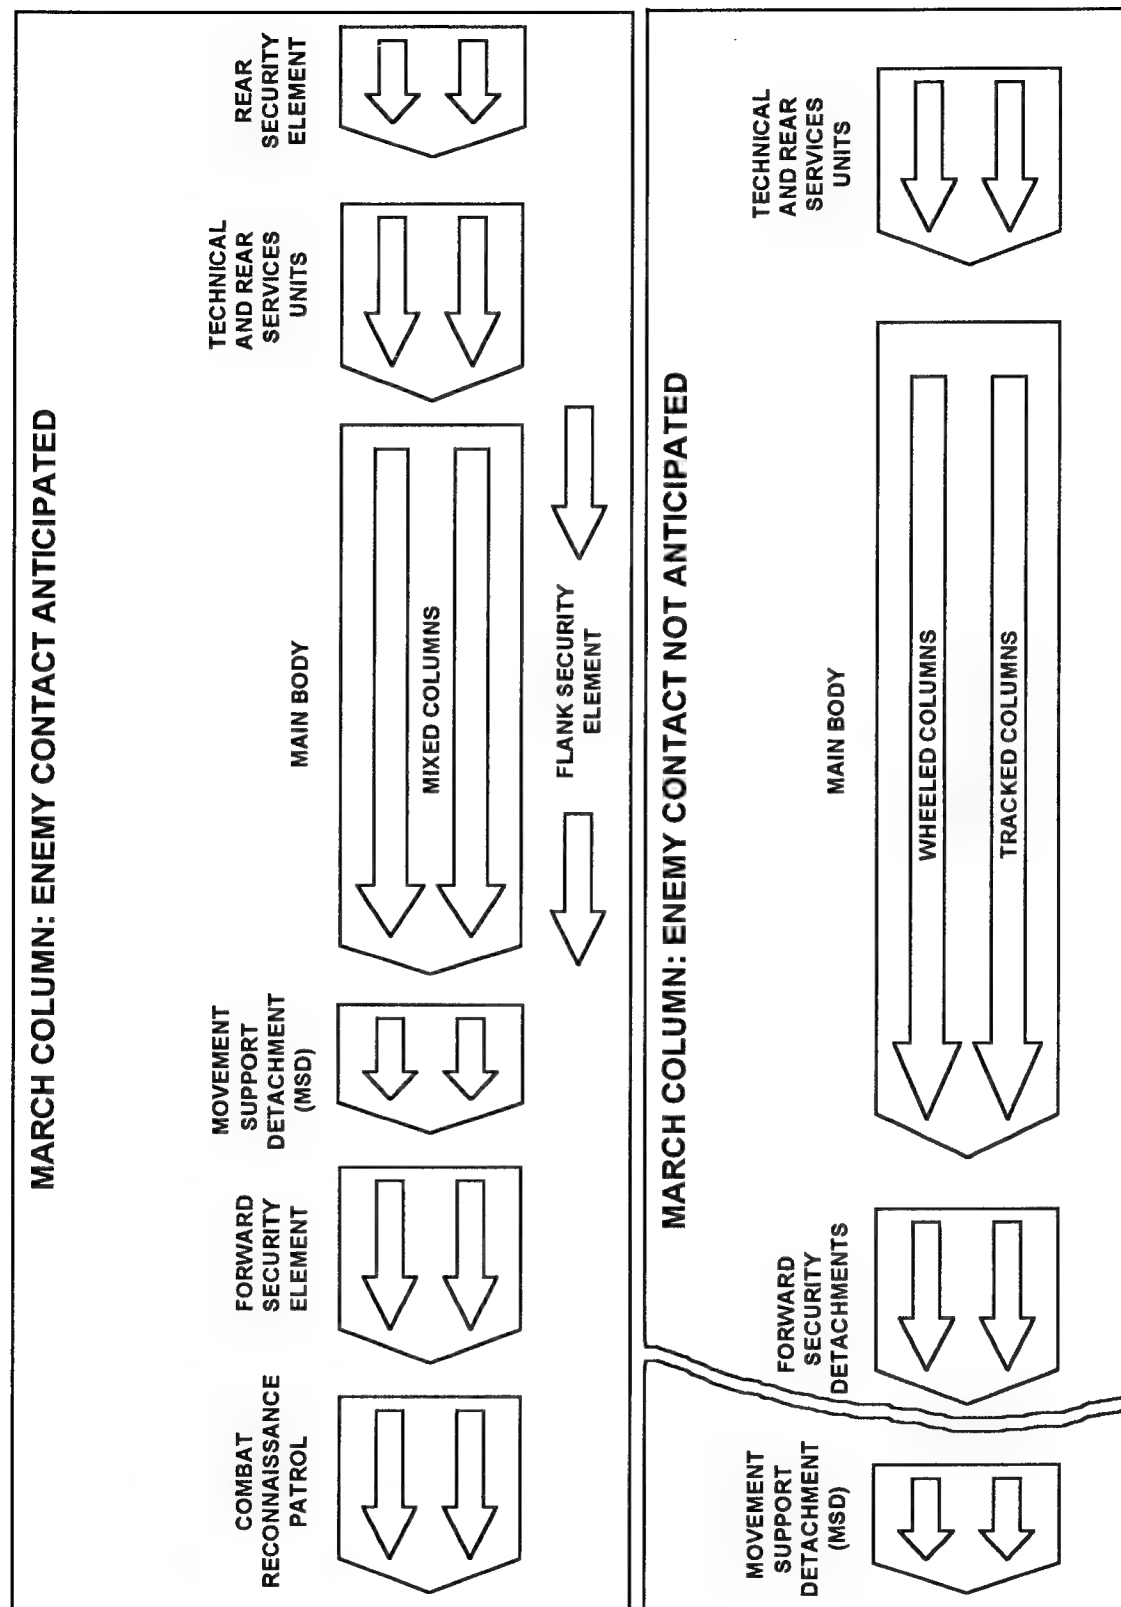 MARCH COLUMN: ENEMY CONTACT ANTICIPATED
COMBAT
RECONNAISSANCE
PATROL
FORWARD
SECURITY
ELEMENT
MOVEMENT
SUPPORT
DETACHMENT
(MSD)
MAIN BODY
TECHNICAL
AND REAR
SERVICES
UNITS
REAR
SECURITY
ELEMENT
MIXED COLUMNS
FLANK SECURITY
ELEMENT
MARCH COLUMN: ENEMY CONTACT NOT ANTICIPATED
MOVEMENT
SUPPORT
DETACHMENT
(MSD)
FORWARD
SECURITY
DETACHMENTS
MAIN BODY
TECHNICAL
AND REAR
SERVICES
UNITS
WHEELED COLUMNS
TRACKED COLUMNS